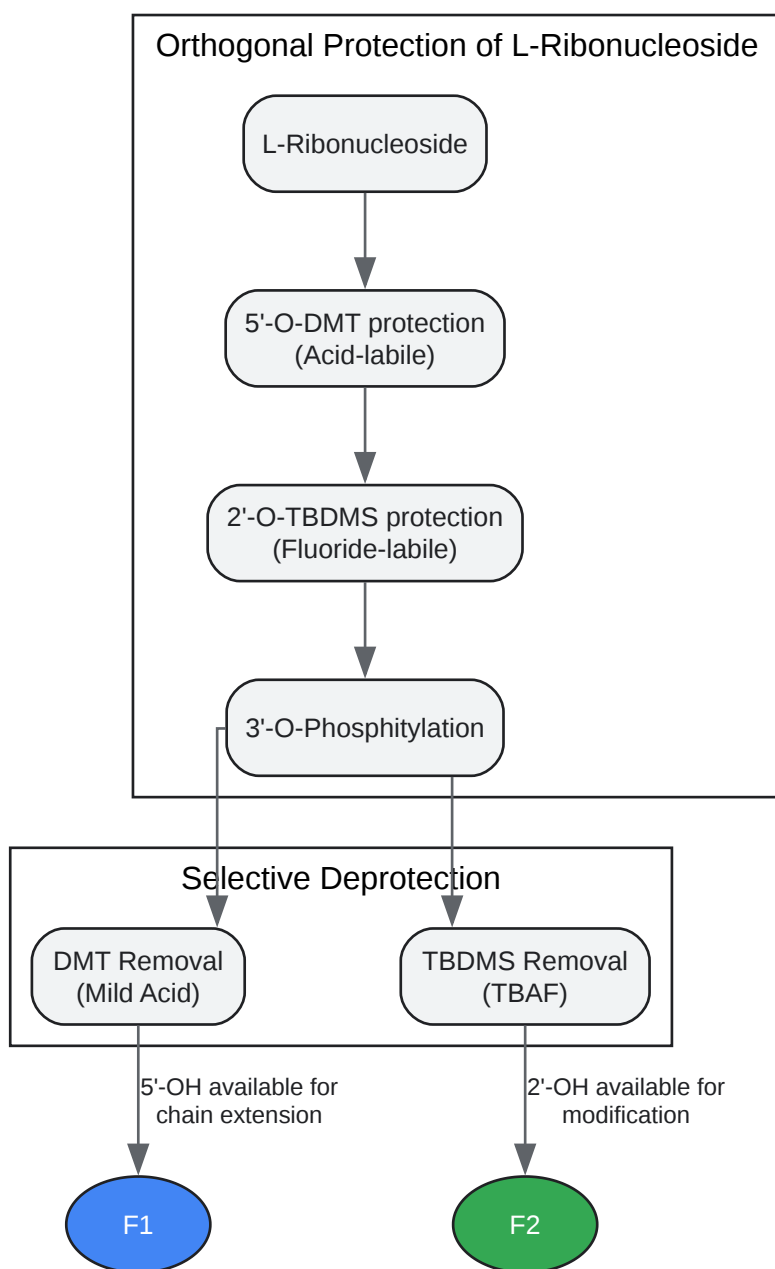 Orthogonal Protection of L-Ribonucleoside
L-Ribonucleoside
5'-O-DMT protection
(Acid-labile)
2'-O-TBDMS protection
(Fluoride-labile)
3'-O-Phosphitylation
Selective Deprotection
DMT Removal
(Mild Acid)
TBDMS Removal
(TBAF)
5'-OH available for
chain extension
2'-OH available for
modification
F1
F2